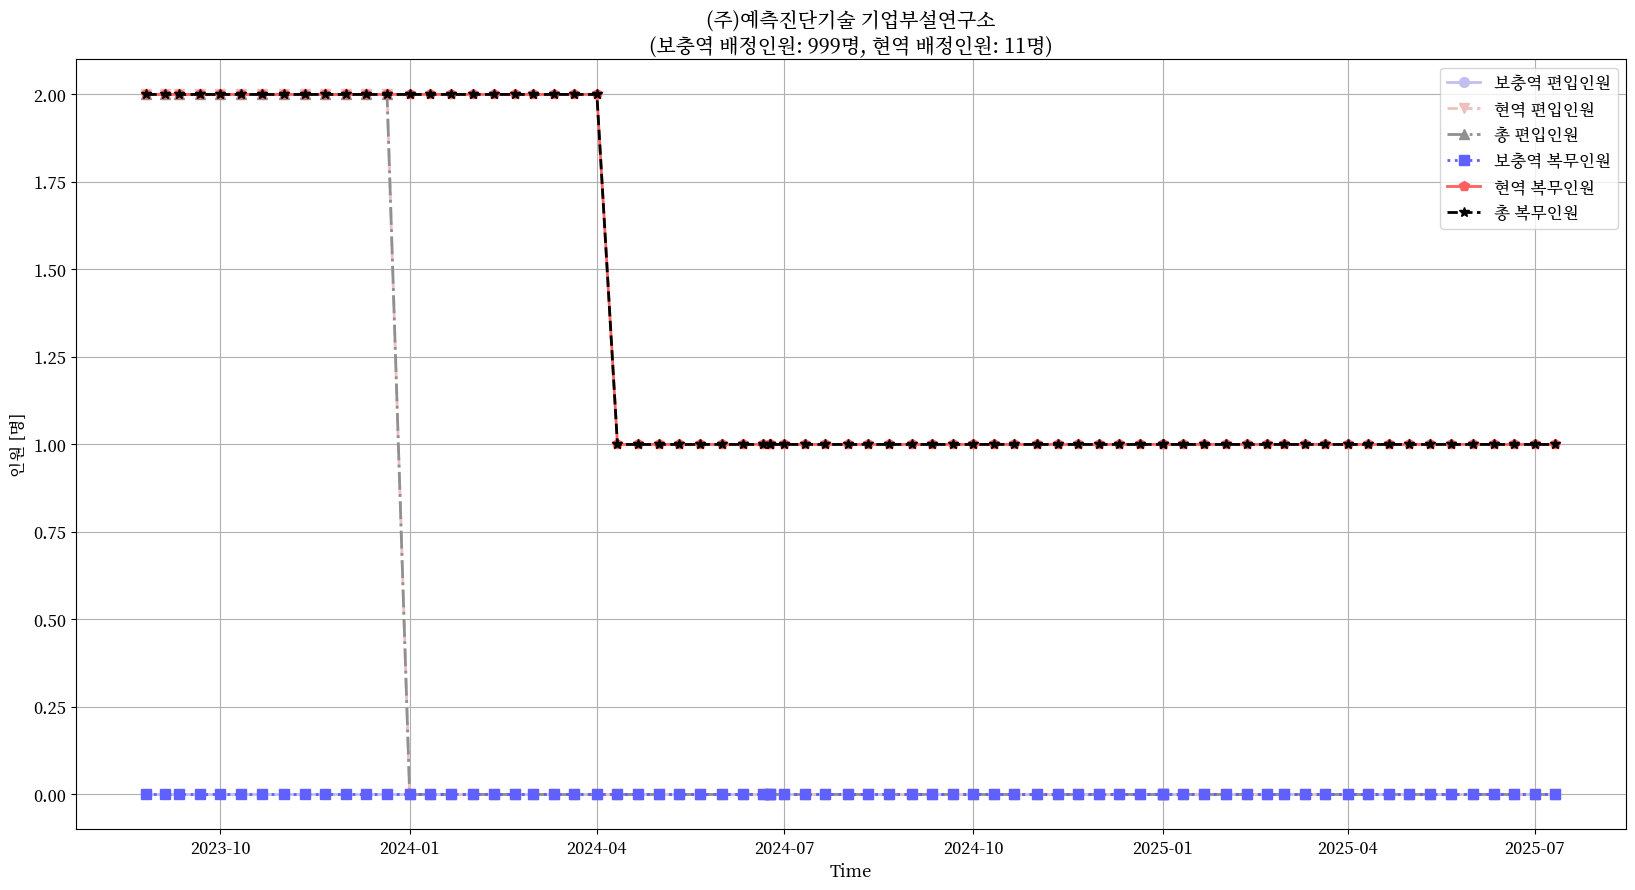 (주)예측진단기술 기업부설연구소
(보충역 배정인원: 999명, 현역 배정인원: 11명)
보충역 편입인원
현역 편입인원
총 편입인원
보충역 복무인원
현역 복무인원
총 복무인원
인원 [명]
2.00
1.75
1.50
1.25
1.00
0.75
0.50
0.25
0.00
2023-10
2024-01
2024-04
2024-07
2024-10
2025-01
2025-04
2025-07
Time